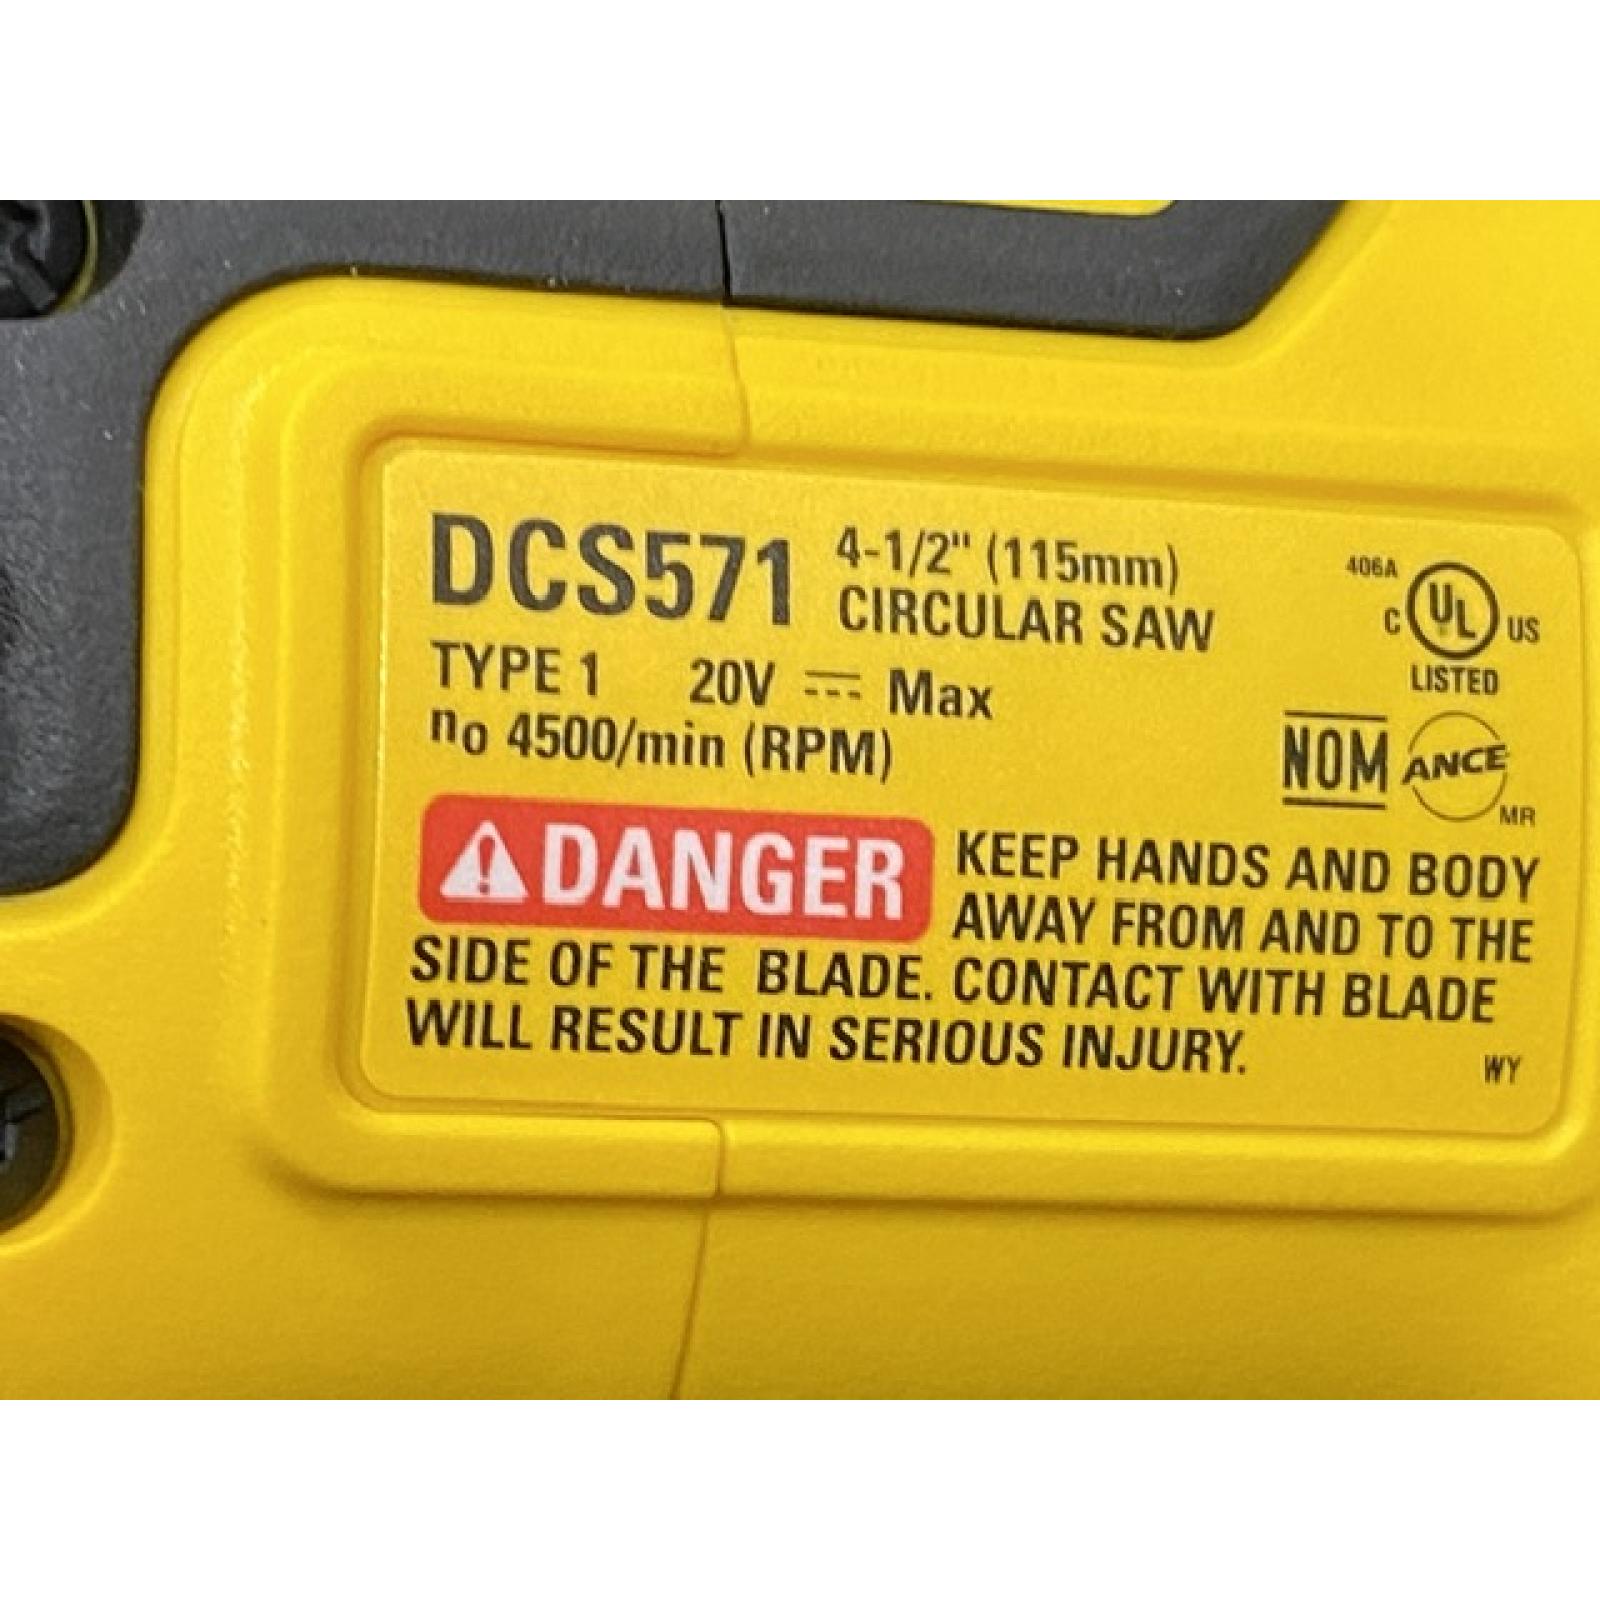 DCS571 4-1/2" (115mm)
CIRCULAR SAW
TYPE 1 20V ⎓ Max
no 4500/min (RPM)
406A
C UL US
LISTED
NOM ANCE
MR
⚠ DANGER KEEP HANDS AND BODY
AWAY FROM AND TO THE
SIDE OF THE BLADE. CONTACT WITH BLADE
WILL RESULT IN SERIOUS INJURY.
WY